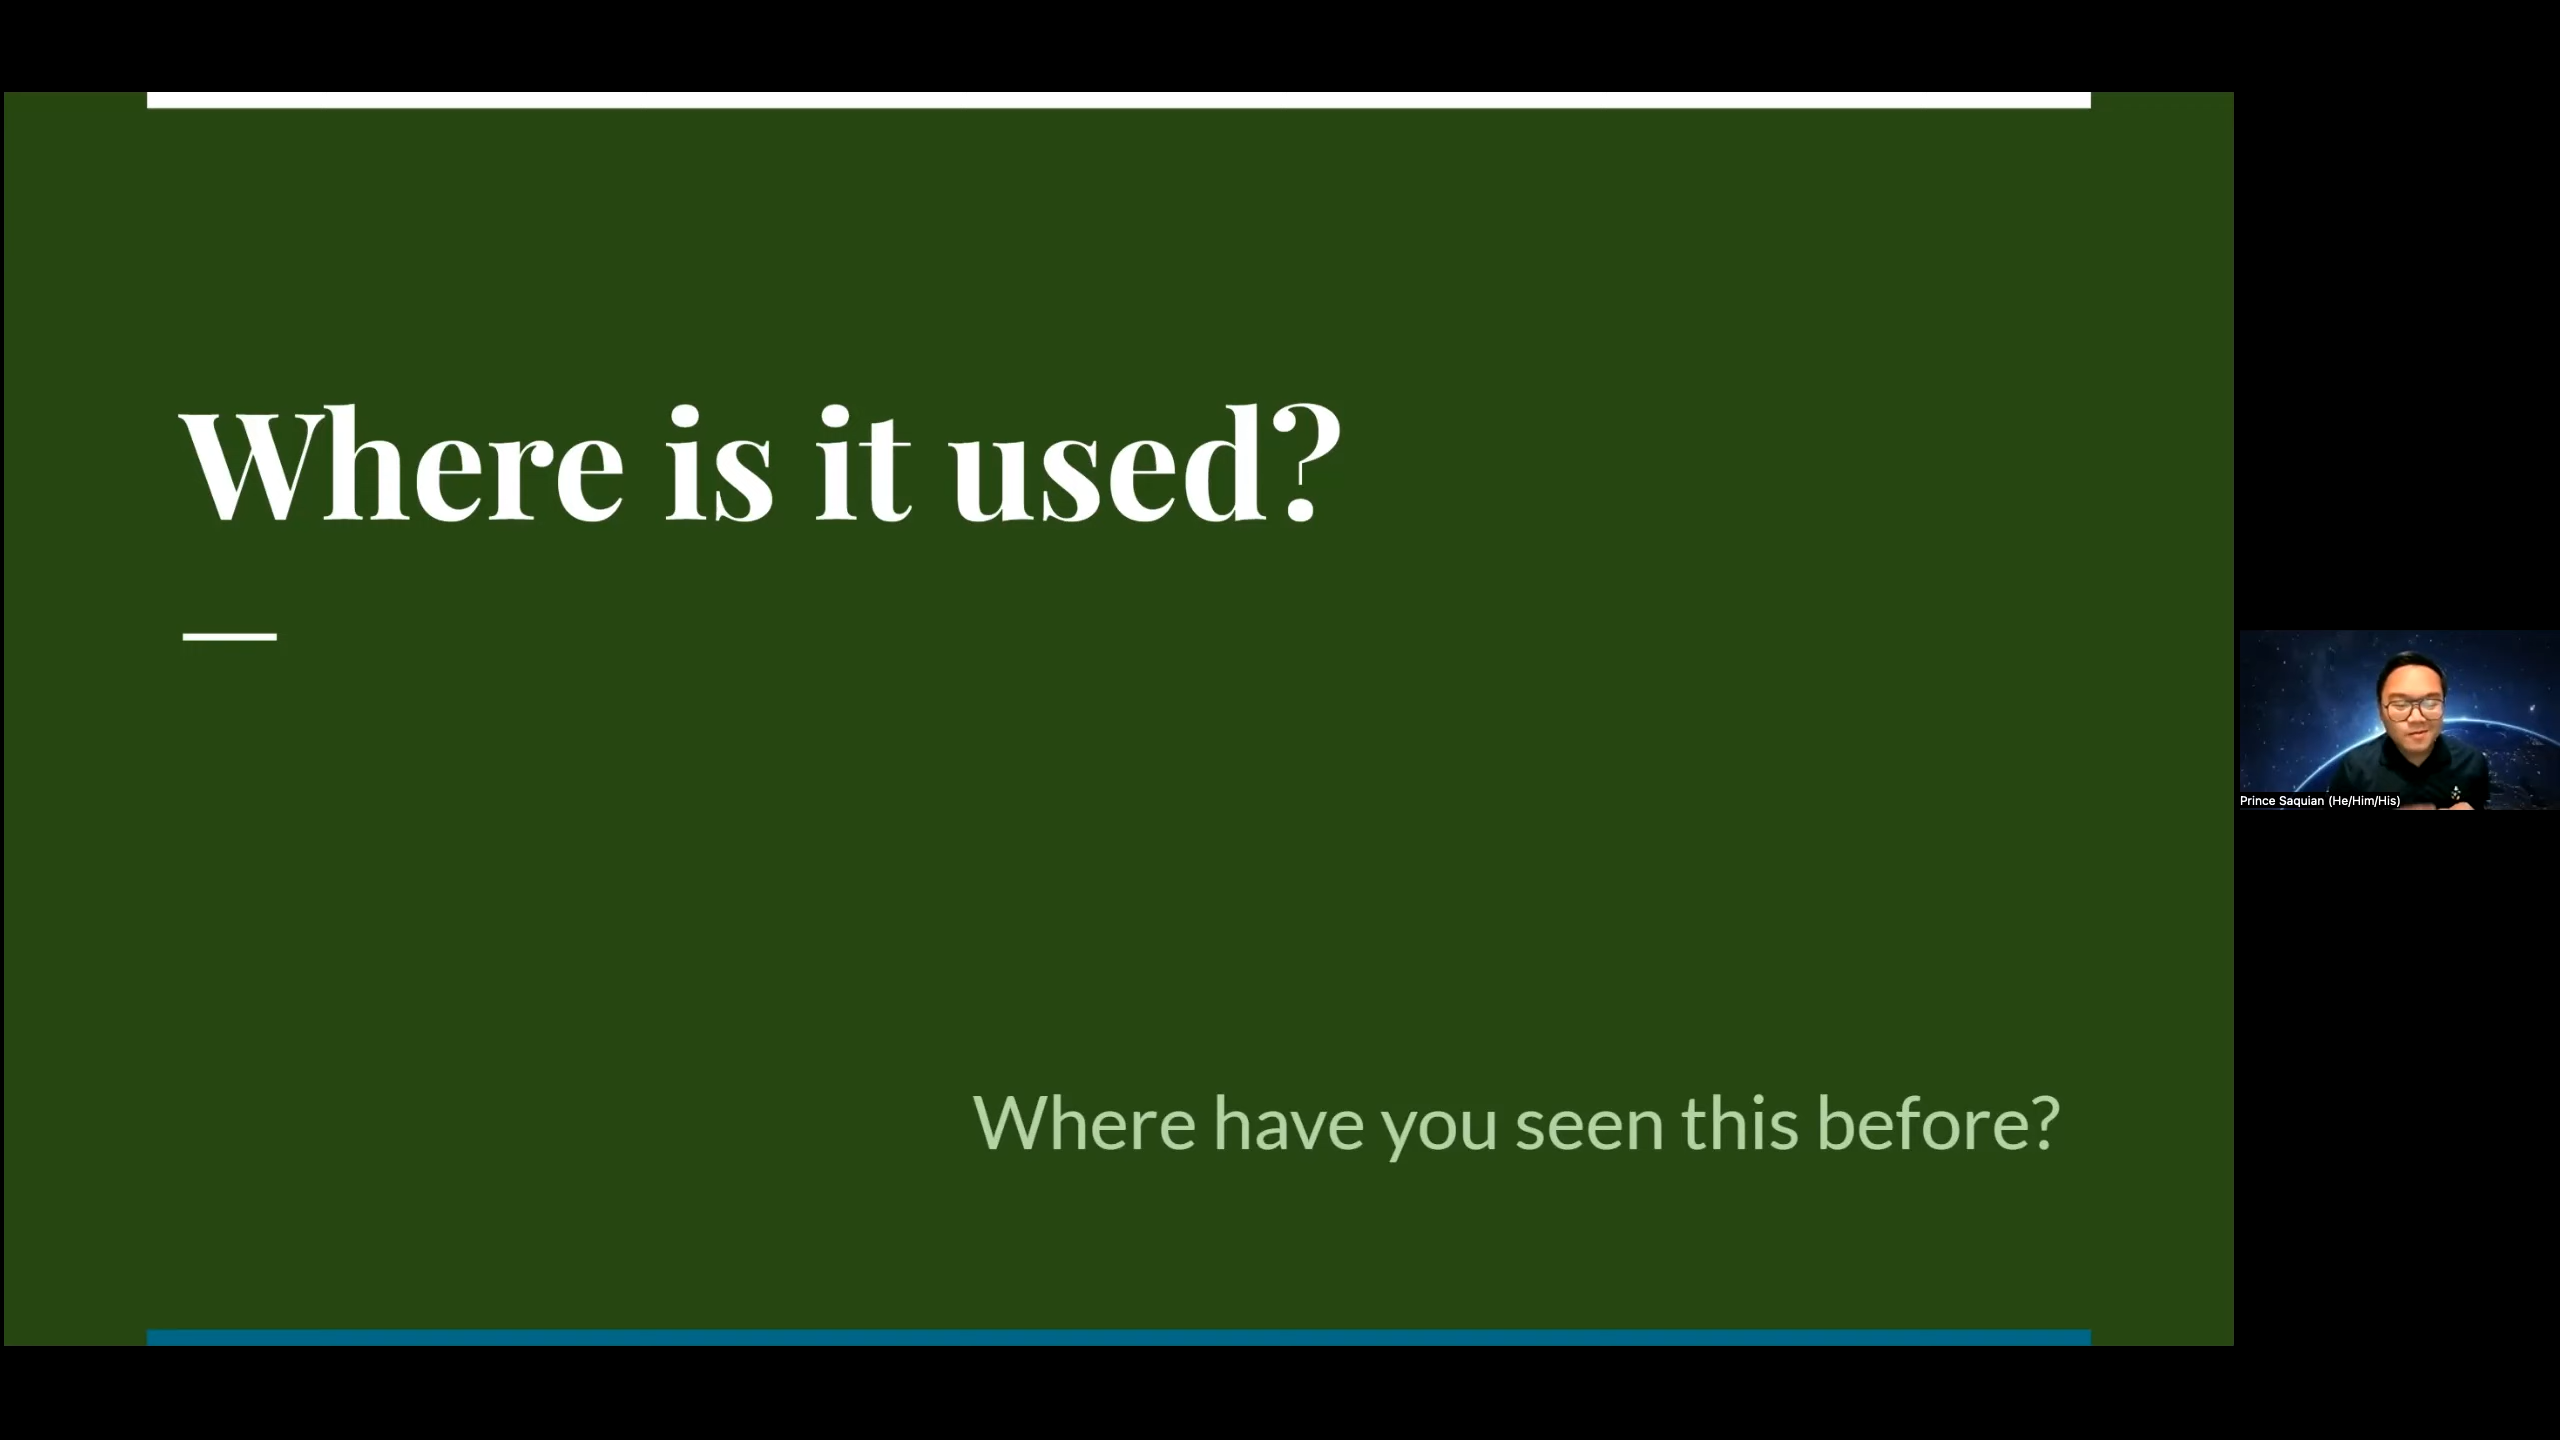 Where is it used?
Where have you seen this before?
Prince Saquian (He/Him/His)